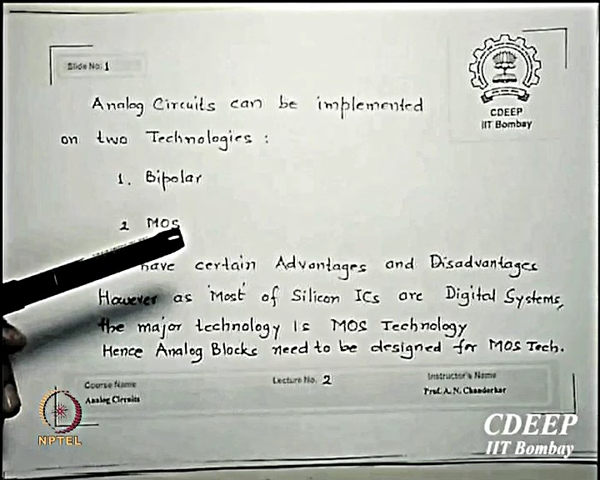 Slide No: 1
CDEEP
IIT Bombay
Analog Circuits can be implemented
on two Technologies :
1. Bipolar
2 MOS
have certain Advantages and Disadvantages
However as 'Most' of Silicon ICs are Digital Systems,
the major technology Is MOS Technology
Hence Analog Blocks need to be designed for MOS Tech.
Course Name
Analog Circuits
Lecture No. 2
Instructor's Name
Prof. A. N. Chandorkar
NPTEL
CDEEP
IIT Bombay